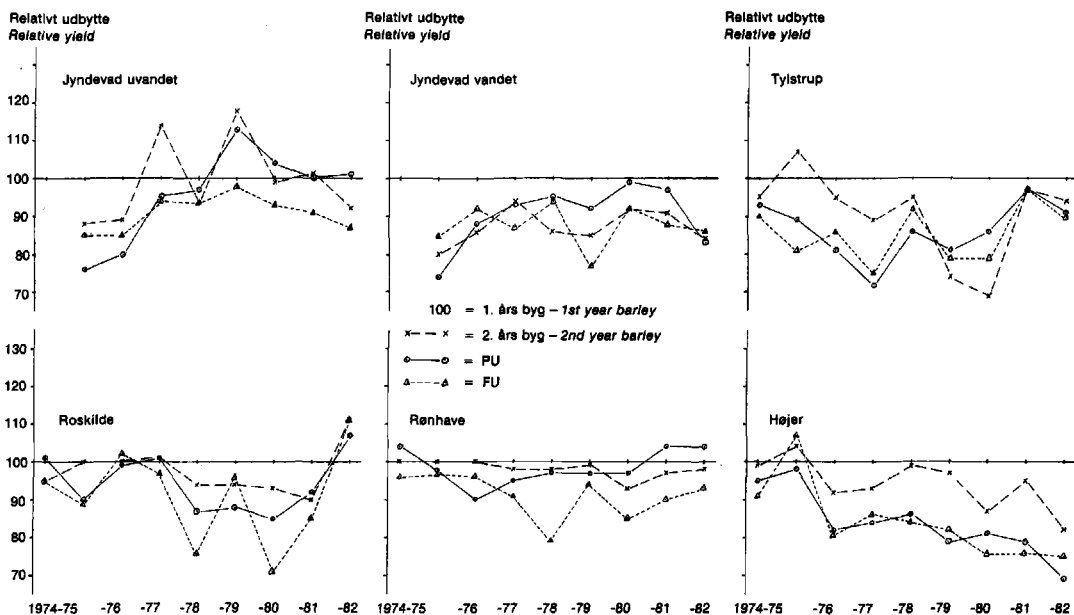 Relativt udbytte
Relative yield
Relativt udbytte
Relative yield
Relativt udbytte
Relative yield
Jyndevad uvandet
Jyndevad vandet
Tylstrup
120
110
100
90
80
70
100 = 1. års byg – 1st year barley
x— —x = 2. års byg – 2nd year barley
= PU
= FU
130
120
110
100
90
80
70
Roskilde
Rønhave
Højer
1974-75 -76 -77 -78 -79 -80 -81 -82
1974-75 -76 -77 -78 -79 -80 -81 -82
1974-75 -76 -77 -78 -79 -80 -81 -82